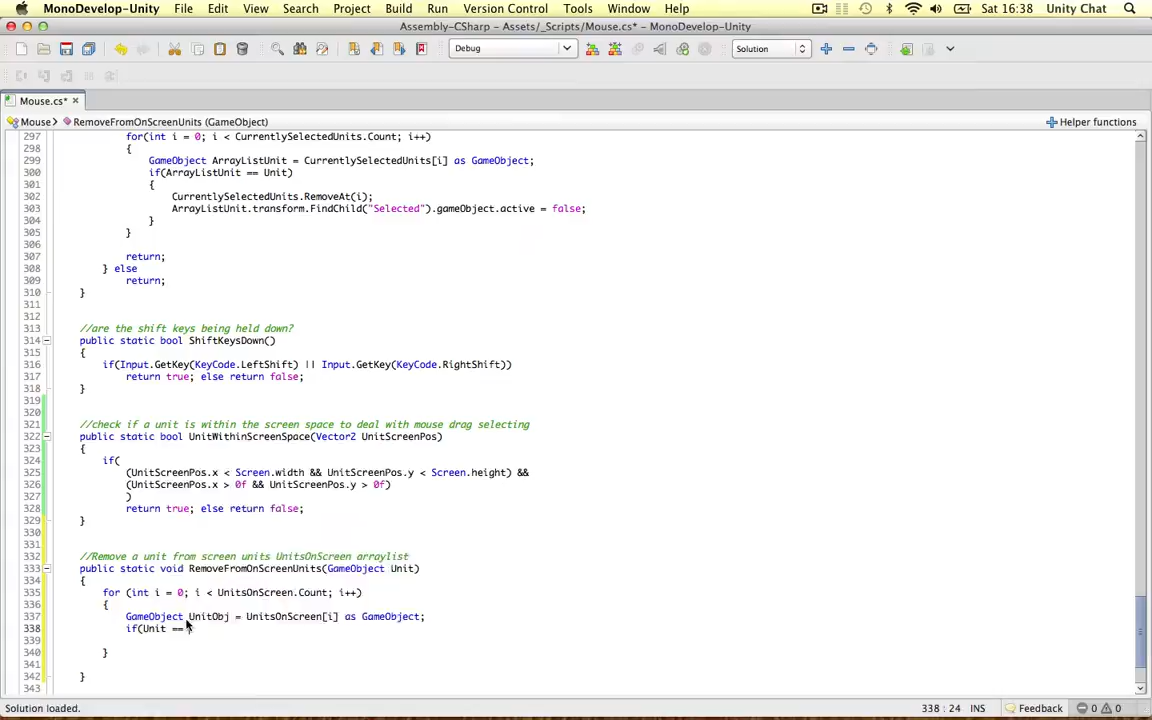 MonoDevelop-Unity File Edit View Search Project Build Run Version Control Tools Window Help Sat 16:38 Unity Chat
Assembly-CSharp - Assets/_Scripts/Mouse.cs* - MonoDevelop-Unity
Debug Solution
Mouse.cs* ×
Mouse RemoveFromOnScreenUnits (GameObject) Helper functions
297 for(int i = 0; i < CurrentlySelectedUnits.Count; i++)
298 {
299 GameObject ArrayListUnit = CurrentlySelectedUnits[i] as GameObject;
300 if(ArrayListUnit == Unit)
301 {
302 CurrentlySelectedUnits.RemoveAt(i);
303 ArrayListUnit.transform.FindChild("Selected").gameObject.active = false;
304 }
305 }
306
307 return;
308 } else
309 return;
310 }
311
312
313 //are the shift keys being held down?
314 public static bool ShiftKeysDown()
315 {
316 if(Input.GetKey(KeyCode.LeftShift) || Input.GetKey(KeyCode.RightShift))
317 return true; else return false;
318 }
319
320
321 //check if a unit is within the screen space to deal with mouse drag selecting
322 public static bool UnitWithinScreenSpace(Vector2 UnitScreenPos)
323 {
324 if(
325 (UnitScreenPos.x < Screen.width && UnitScreenPos.y < Screen.height) &&
326 (UnitScreenPos.x > 0f && UnitScreenPos.y > 0f)
327 )
328 return true; else return false;
329 }
330
331
332 //Remove a unit from screen units UnitsOnScreen arraylist
333 public static void RemoveFromOnScreenUnits(GameObject Unit)
334 {
335 for (int i = 0; i < UnitsOnScreen.Count; i++)
336 {
337 GameObject UnitObj = UnitsOnScreen[i] as GameObject;
338 if(Unit ==
339
340 }
341
342 }
343
Solution loaded. 338 : 24 INS Feedback 0 0